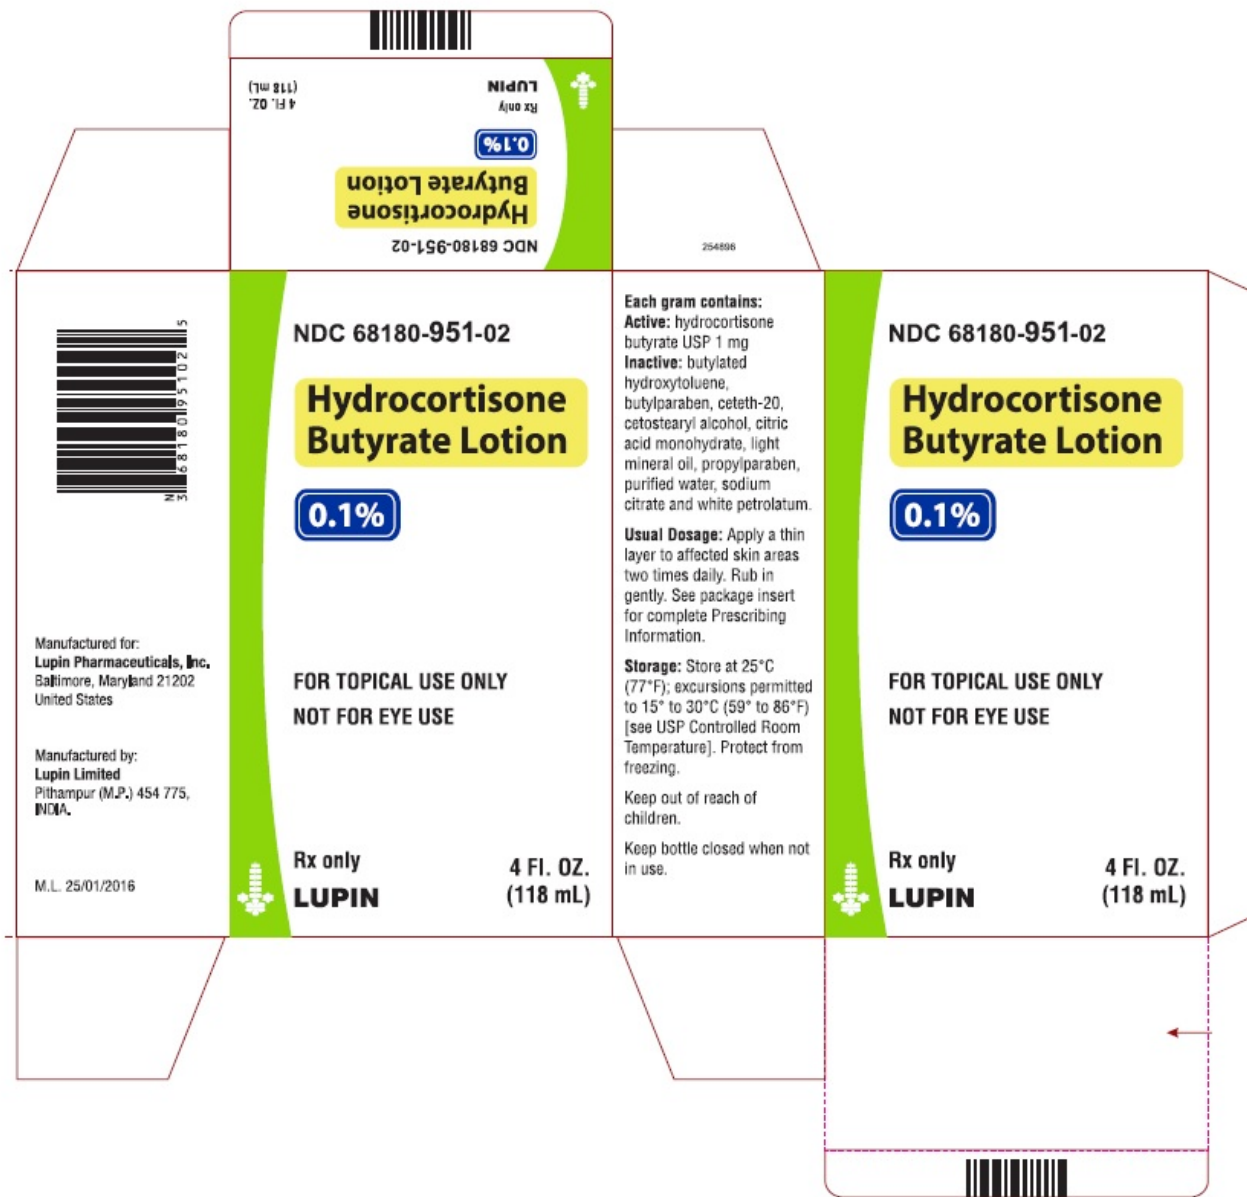 4 Fl. OZ.
(118 mL)
Rx only
LUPIN
0.1%
Hydrocortisone
Butyrate Lotion
NDC 68180-951-02
254696
N
3 68180 95102 5
Manufactured for:
Lupin Pharmaceuticals, Inc.
Baltimore, Maryland 21202
United States
Manufactured by:
Lupin Limited
Pithampur (M.P.) 454 775,
INDIA.
M.L. 25/01/2016
NDC 68180-951-02
Hydrocortisone
Butyrate Lotion
0.1%
FOR TOPICAL USE ONLY
NOT FOR EYE USE
Rx only
LUPIN
4 Fl. OZ.
(118 mL)
Each gram contains:
Active: hydrocortisone
butyrate USP 1 mg
Inactive: butylated
hydroxytoluene,
butylparaben, ceteth-20,
cetostearyl alcohol, citric
acid monohydrate, light
mineral oil, propylparaben,
purified water, sodium
citrate and white petrolatum.
Usual Dosage: Apply a thin
layer to affected skin areas
two times daily. Rub in
gently. See package insert
for complete Prescribing
Information.
Storage: Store at 25°C
(77°F); excursions permitted
to 15° to 30°C (59° to 86°F)
[see USP Controlled Room
Temperature]. Protect from
freezing.
Keep out of reach of
children.
Keep bottle closed when not
in use.
NDC 68180-951-02
Hydrocortisone
Butyrate Lotion
0.1%
FOR TOPICAL USE ONLY
NOT FOR EYE USE
Rx only
LUPIN
4 Fl. OZ.
(118 mL)